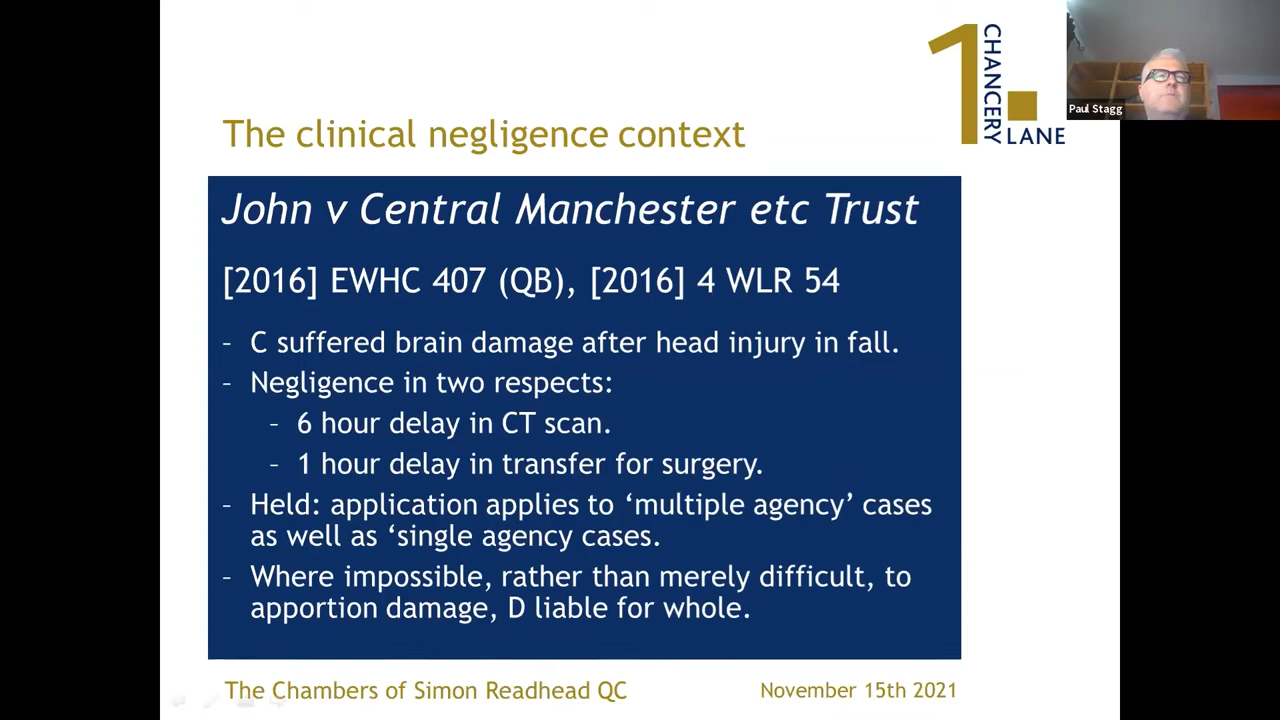 1
CHANCERY
LANE
Paul Stagg
The clinical negligence context
John v Central Manchester etc Trust
[2016] EWHC 407 (QB), [2016] 4 WLR 54
– C suffered brain damage after head injury in fall.
– Negligence in two respects:
– 6 hour delay in CT scan.
– 1 hour delay in transfer for surgery.
– Held: application applies to ‘multiple agency’ cases
as well as ‘single agency cases.
– Where impossible, rather than merely difficult, to
apportion damage, D liable for whole.
The Chambers of Simon Readhead QC
November 15th 2021